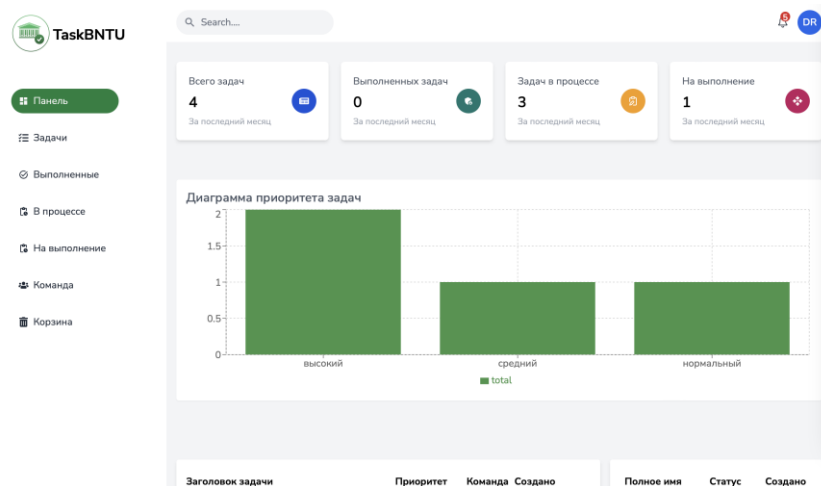 TaskBNTU
Search....
5
DR
Панель
Задачи
Выполненные
В процессе
На выполнение
Команда
Корзина
Всего задач
4
За последний месяц
Выполненных задач
0
За последний месяц
Задач в процессе
3
За последний месяц
На выполнение
1
За последний месяц
Диаграмма приоритета задач
2
1.5
1
0.5
0
высокий средний нормальный
total
Заголовок задачи Приоритет Команда Создано
Полное имя Статус Создано